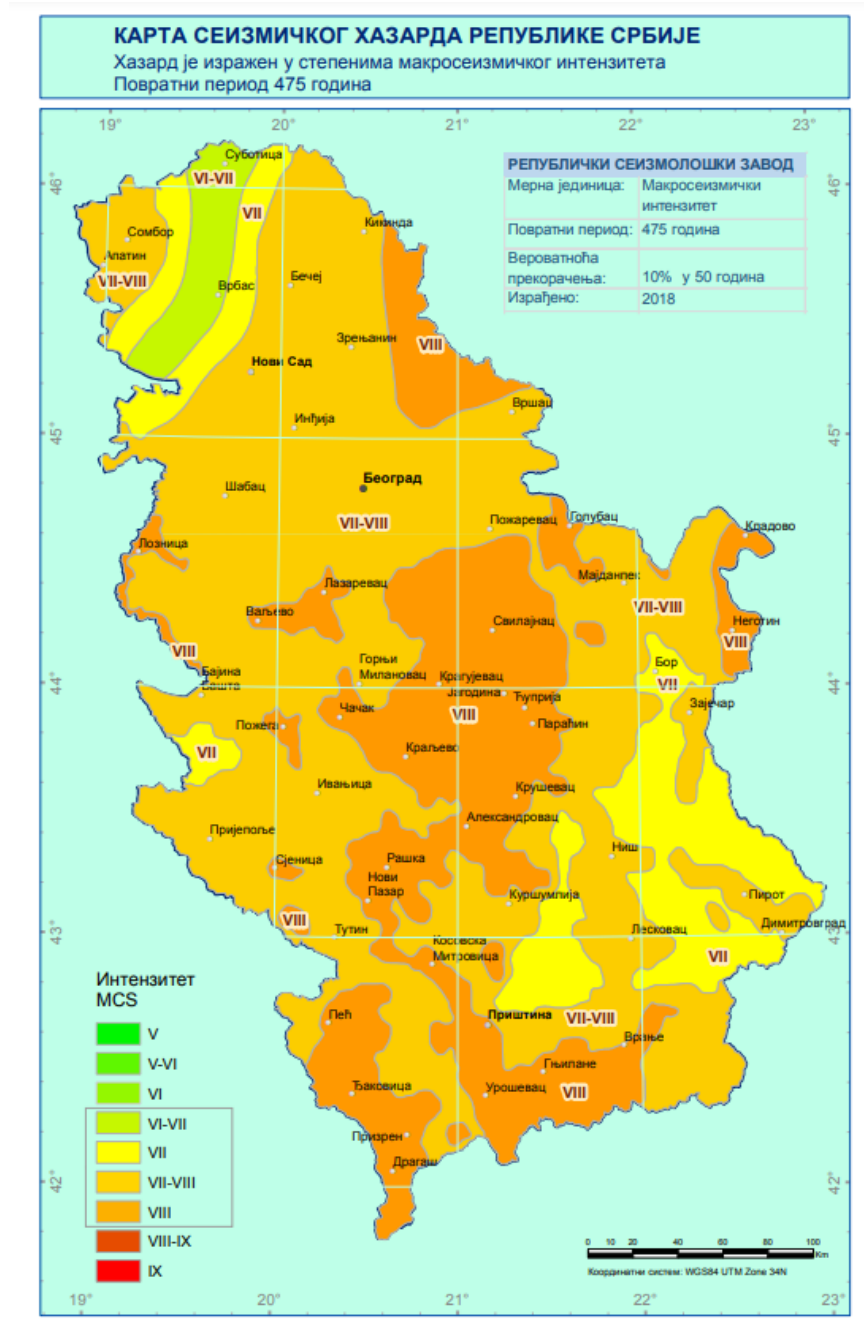 КАРТА СЕИЗМИЧКОГ ХАЗАРДА РЕПУБЛИКЕ СРБИЈЕ
Хазард је изражен у степенима макросеизмичког интензитета
Повратни период 475 година
19° 20° 21° 22° 23°
46°
46°
45°
45°
44°
44°
43°
43°
42°
42°
РЕПУБЛИЧКИ СЕИЗМОЛОШКИ ЗАВОД
Мерна јединица: Макросеизмички
интензитет
Повратни период: 475 година
Вероватноћа
прекорачења: 10% у 50 година
Израђено: 2018
Суботица
VI-VII
VII
Кикинда
Сомбор
Апатин
VII-VIII
Врбас
Бечеј
Зрењанин
VIII
Нови Сад
Вршац
Инђија
Београд
Шабац
VII-VIII
Пожаревац
Голубац
Кладово
Лозница
Мајданпек
Лазаревац
VII-VIII
Ваљево
Свилајнац
Неготин
VIII
VIII
Горњи
Милановац
Бор
Бајина
Башта
Крагујевац
VII
Јагодина
Ћуприја
Зајечар
Чачак
VIII
Пожега
Параћин
VII
Краљево
Ивањица
Крушевац
Александровац
Пријепоље
Ниш
Сјеница
Рашка
Нови
Пазар
Куршумлија
Пирот
VIII
Тутин
Лесковац
Димитровград
Косовска
Митровица
VII
Пећ
Приштина
VII-VIII
Врање
Гњилане
Ђаковица
Урошевац
VIII
Призрен
Драгаш
Интензитет
MCS
V
V-VI
VI
VI-VII
VII
VII-VIII
VIII
VIII-IX
IX
0 10 20 40 60 80 100
Km
Координатни систем: WGS84 UTM Zone 34N
19° 20° 21° 22° 23°